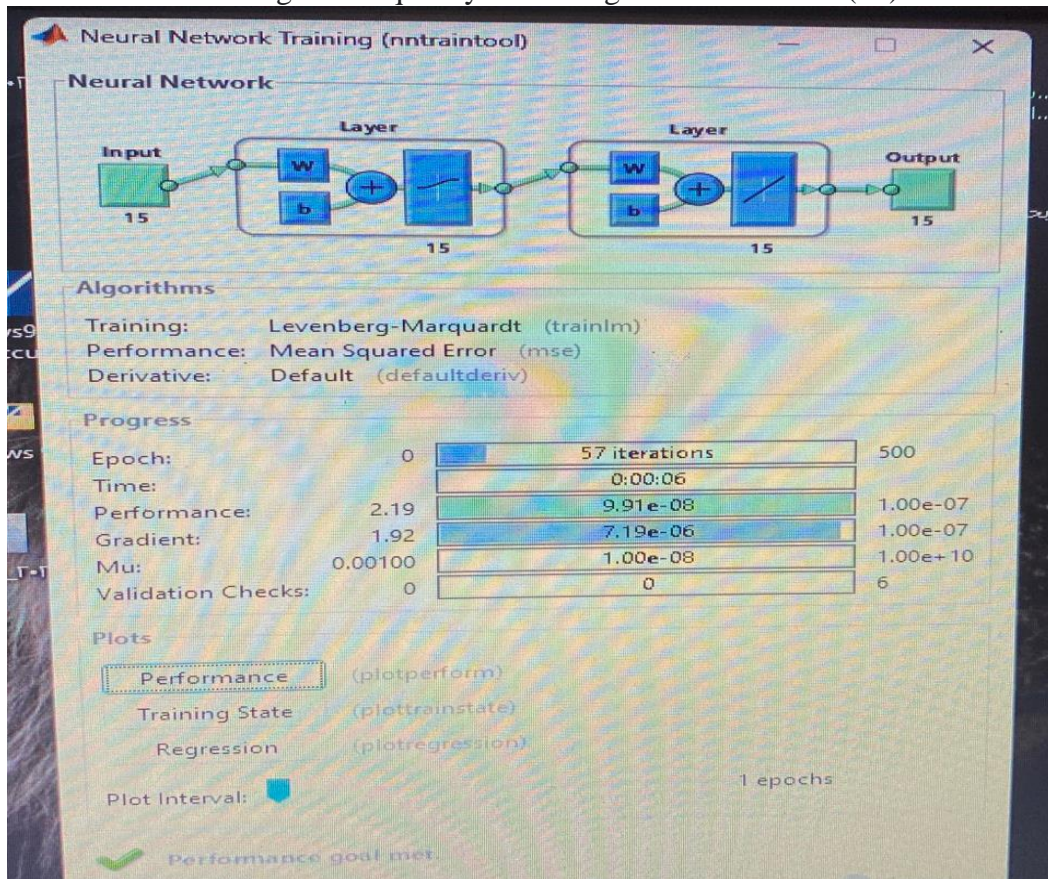 Neural Network Training (nntraintool)
Neural Network
Layer
Layer
Input
Output
W
W
b
b
15
15
15
15
Algorithms
Training: Levenberg-Marquardt (trainlm)
Performance: Mean Squared Error (mse)
Derivative: Default (defaultderiv)
Progress
Epoch: 0 57 iterations 500
Time: 0:00:06
Performance: 2.19 9.91e-08 1.00e-07
Gradient: 1.92 7.19e-06 1.00e-07
Mu: 0.00100 1.00e-08 1.00e+10
Validation Checks: 0 0 6
Plots
Performance (plotperform)
Training State (plottrainstate)
Regression (plotregression)
Plot Interval: 1 epochs
Performance goal met.